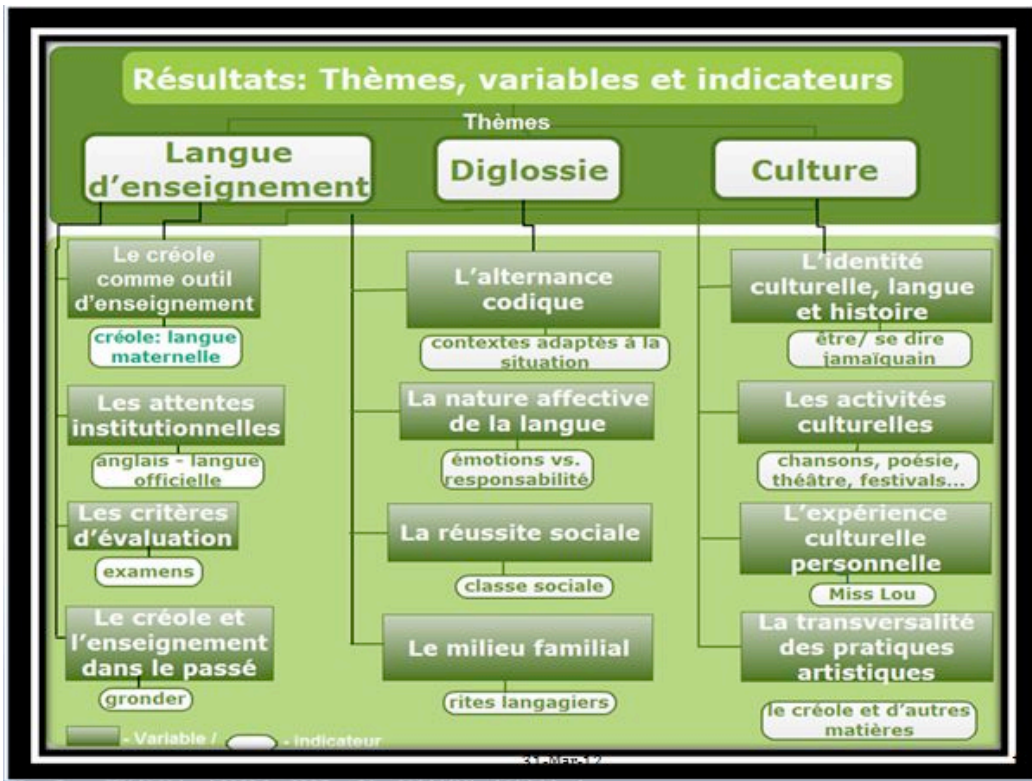 Résultats: Thèmes, variables et indicateurs
Thèmes
Langue
d'enseignement
Diglossie
Culture
Le créole
comme outil
d'enseignement
créole: langue
maternelle
Les attentes
institutionnelles
anglais - langue
officielle
Les critères
d'évaluation
examens
Le créole et
l'enseignement
dans le passé
gronder
L'alternance
codique
contextes adaptés á la
situation
La nature affective
de la langue
émotions vs.
responsabilité
La réussite sociale
classe sociale
Le milieu familial
rites langagiers
L'identité
culturelle, langue
et histoire
être/ se dire
jamaïquain
Les activités
culturelles
chansons, poésie,
théâtre, festivals...
L'expérience
culturelle
personnelle
Miss Lou
La transversalité
des pratiques
artistiques
le créole et d'autres
matières
- Variable / - indicateur
31-Mar-12